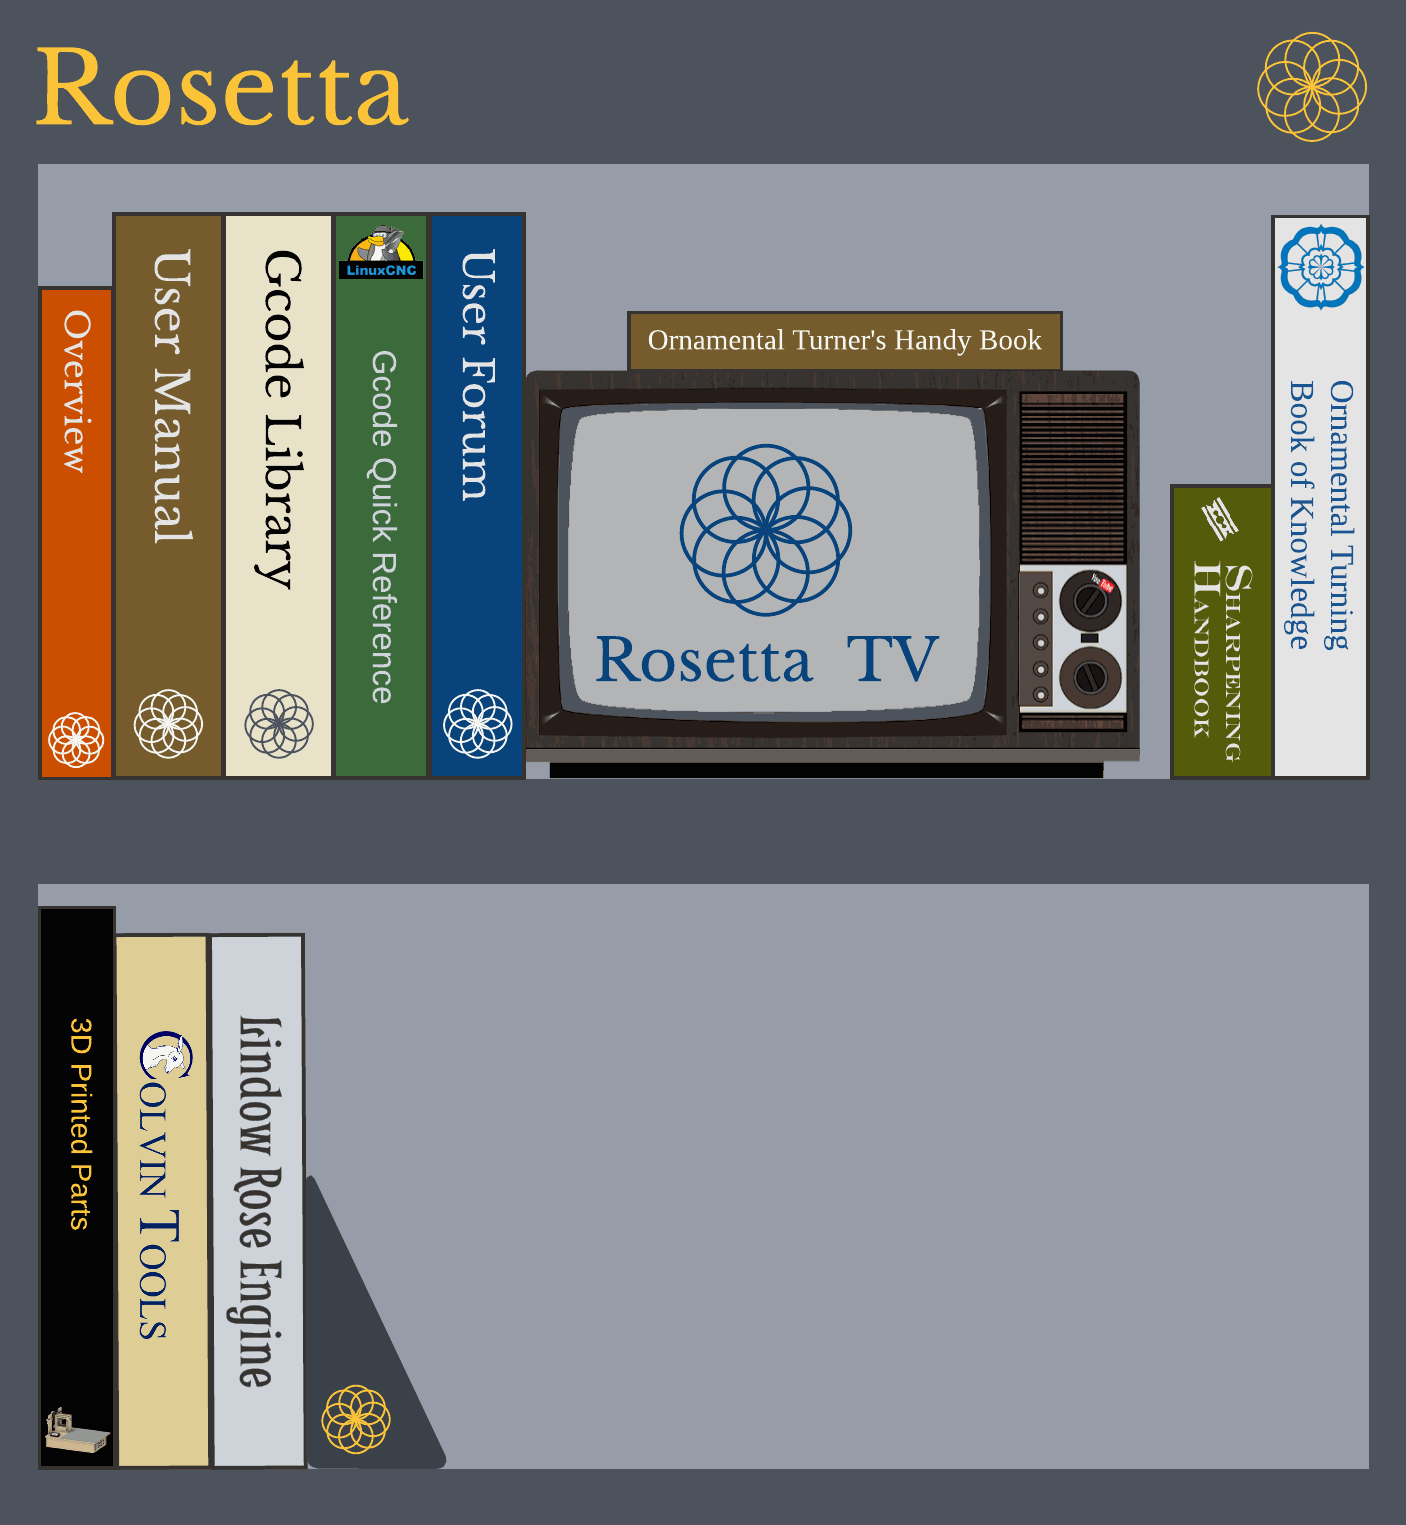 Rosetta
Overview
User Manual
Gcode Library
LinuxCNC
Gcode Quick Reference
User Forum
Ornamental Turner's Handy Book
Rosetta TV
YouTube
SHARPENING
HANDBOOK
Ornamental Turning
Book of Knowledge
3D Printed Parts
COLVIN TOOLS
Lindow Rose Engine